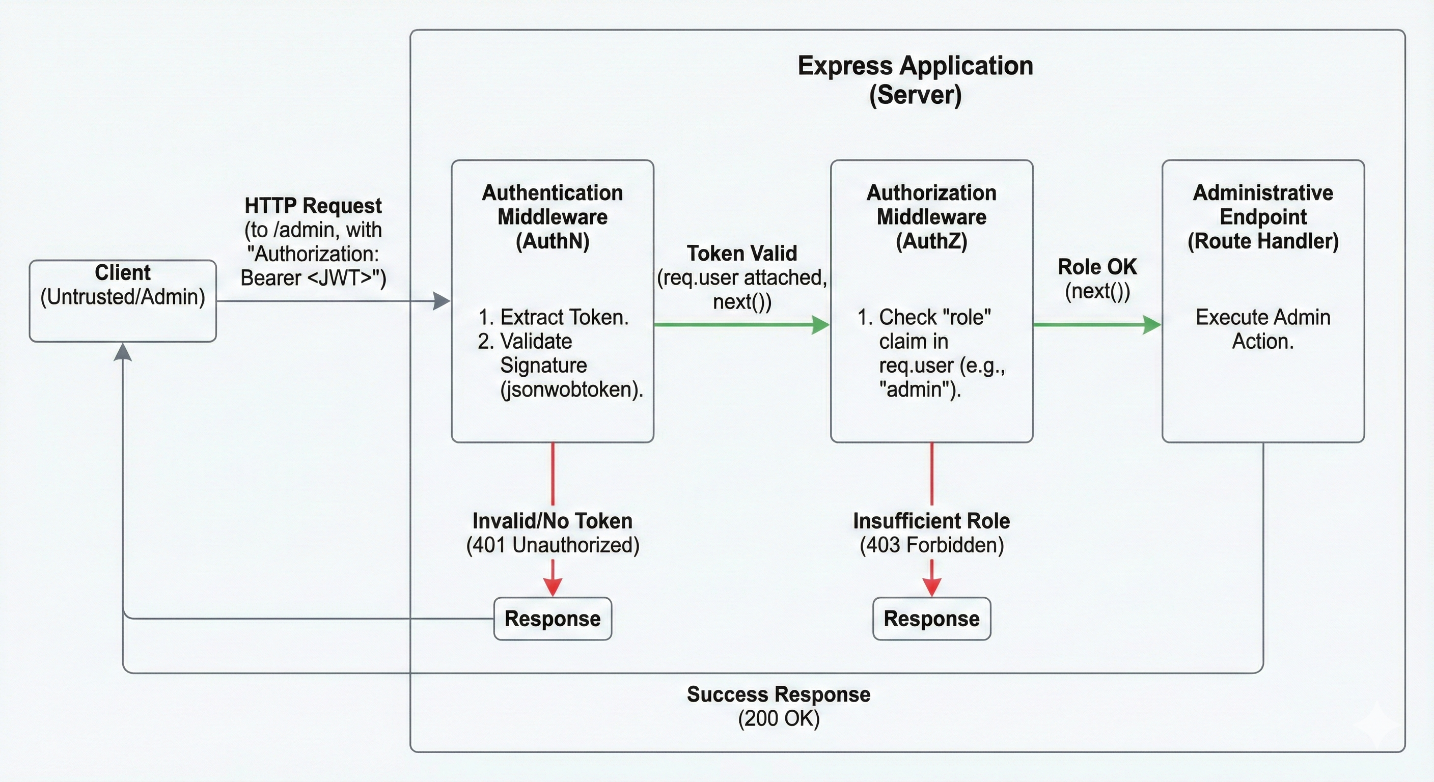 Express Application
(Server)
Client
(Untrusted/Admin)
HTTP Request
(to /admin, with
"Authorization:
Bearer <JWT>")
Authentication
Middleware
(AuthN)
1. Extract Token.
2. Validate
Signature
(jsonwobtoken).
Token Valid
(req.user attached,
next())
Authorization
Middleware
(AuthZ)
1. Check "role"
claim in
req.user (e.g.,
"admin").
Role OK
(next())
Administrative
Endpoint
(Route Handler)
Execute Admin
Action.
Invalid/No Token
(401 Unauthorized)
Response
Insufficient Role
(403 Forbidden)
Response
Success Response
(200 OK)